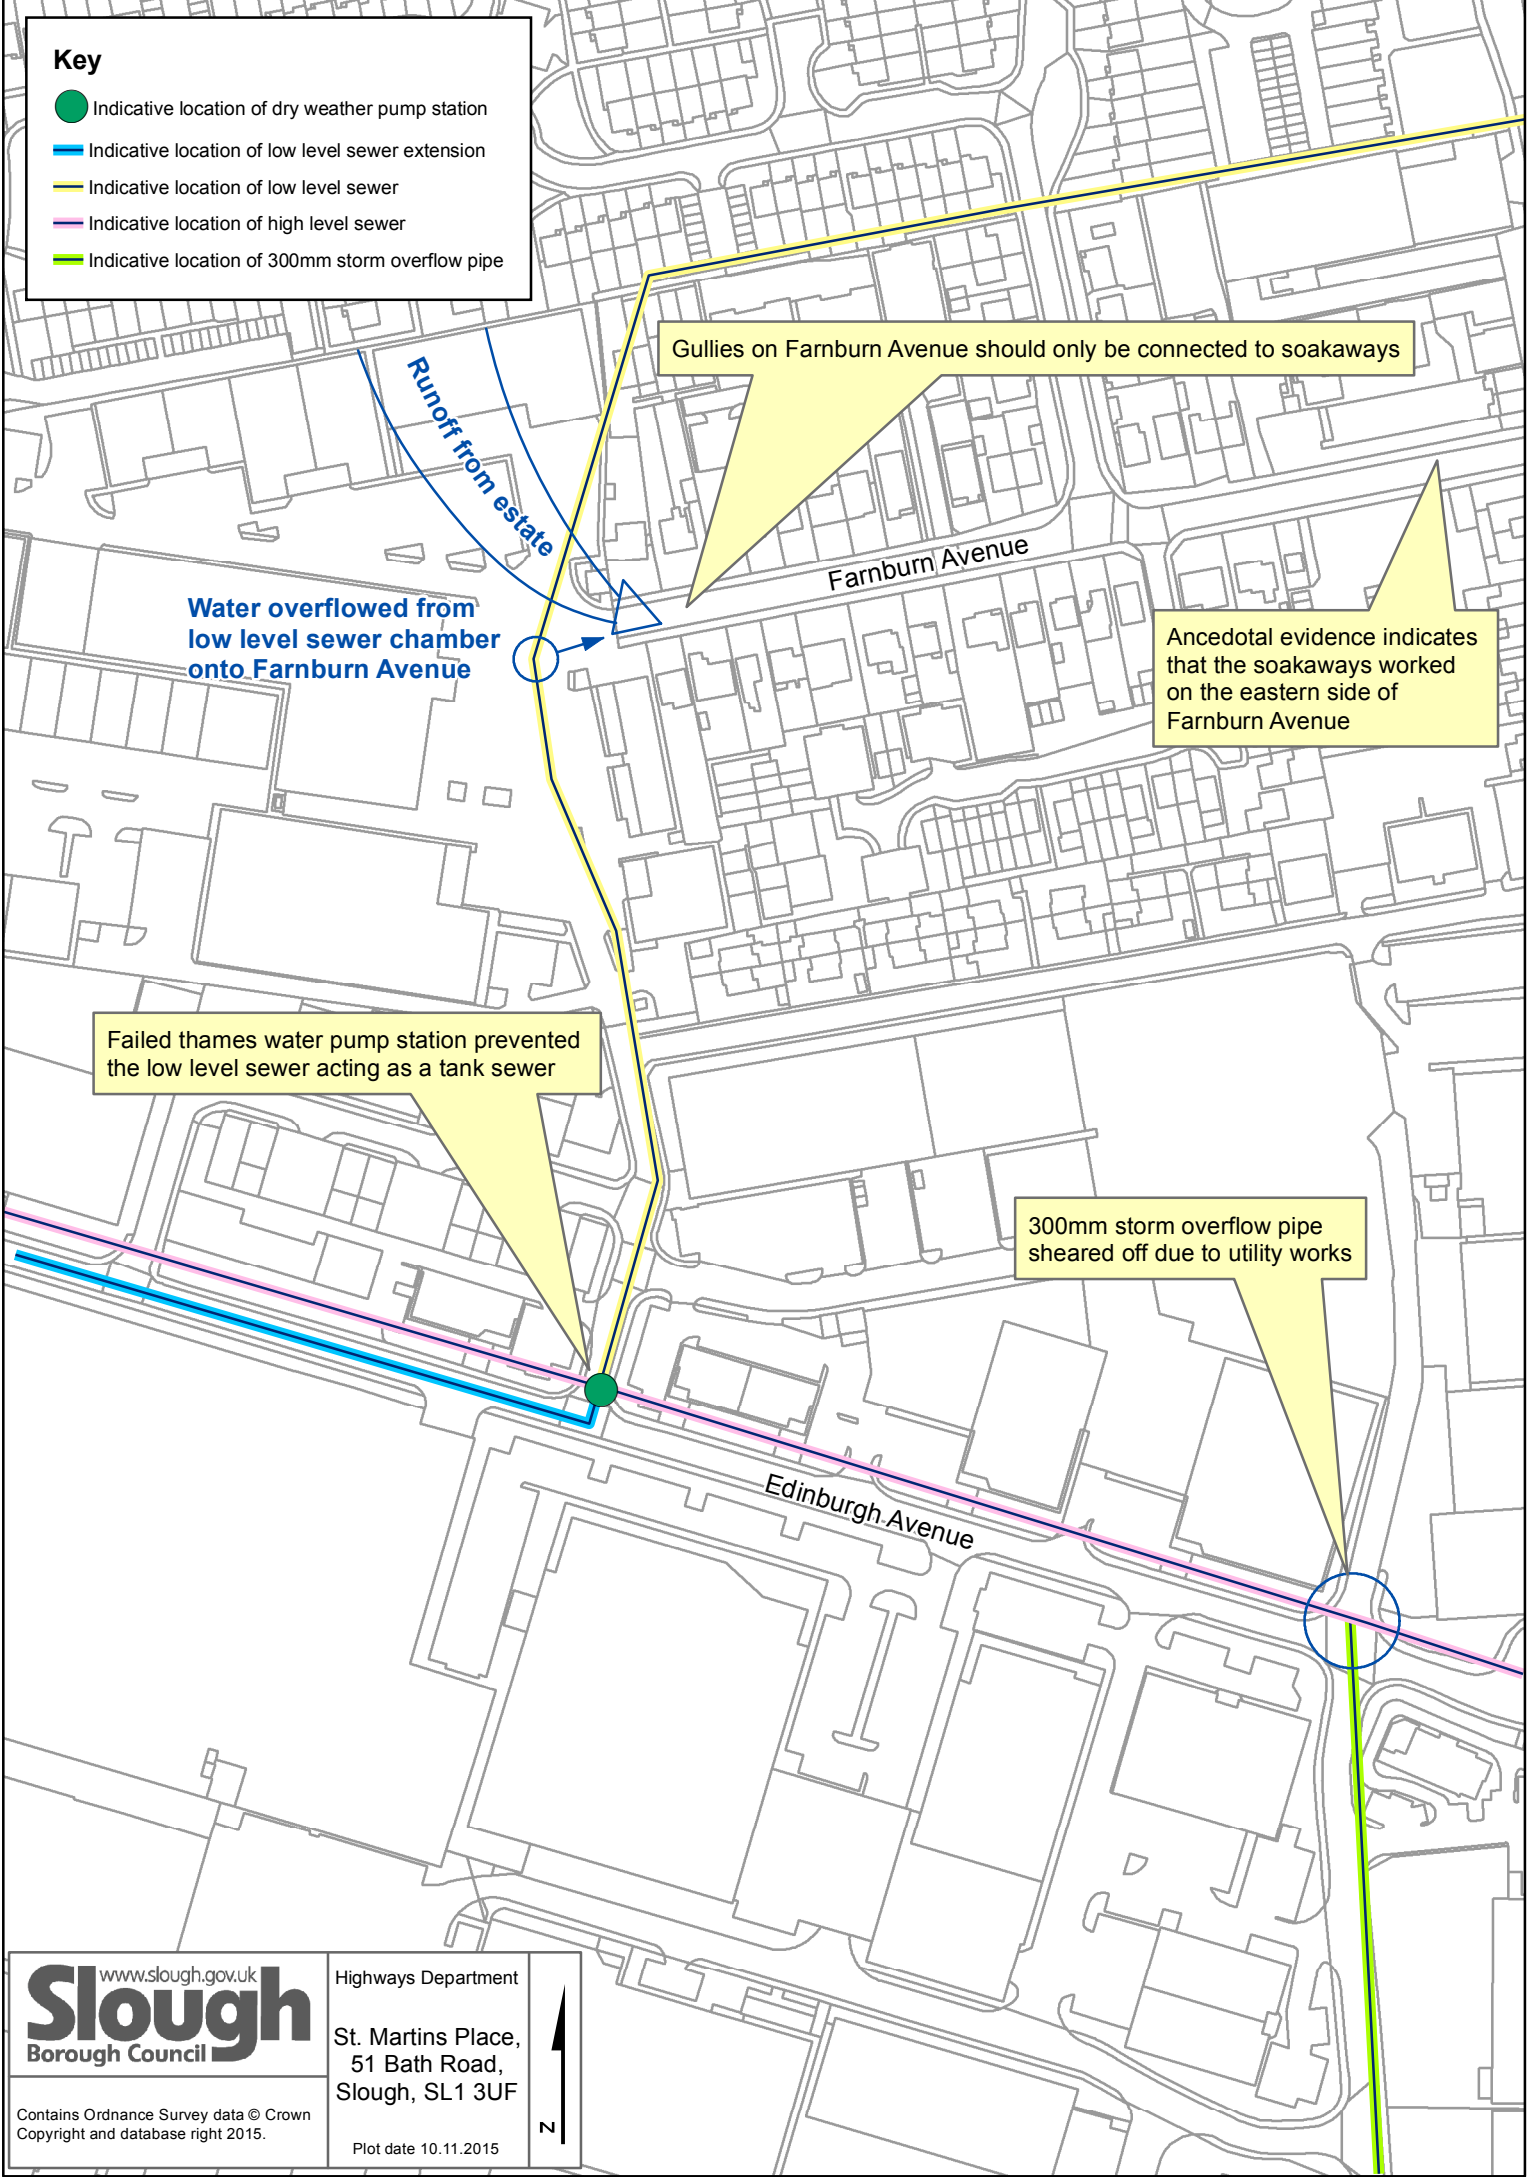 Key
Indicative location of dry weather pump station
Indicative location of low level sewer extension
Indicative location of low level sewer
Indicative location of high level sewer
Indicative location of 300mm storm overflow pipe
Gullies on Farnburn Avenue should only be connected to soakaways
Runoff from estate
Farnburn Avenue
Water overflowed from
low level sewer chamber
onto Farnburn Avenue
Ancedotal evidence indicates
that the soakaways worked
on the eastern side of
Farnburn Avenue
Failed thames water pump station prevented
the low level sewer acting as a tank sewer
300mm storm overflow pipe
sheared off due to utility works
Edinburgh Avenue
www.slough.gov.uk
Slough
Borough Council
Contains Ordnance Survey data © Crown
Copyright and database right 2015.
Highways Department
St. Martins Place,
51 Bath Road,
Slough, SL1 3UF
Plot date 10.11.2015
N